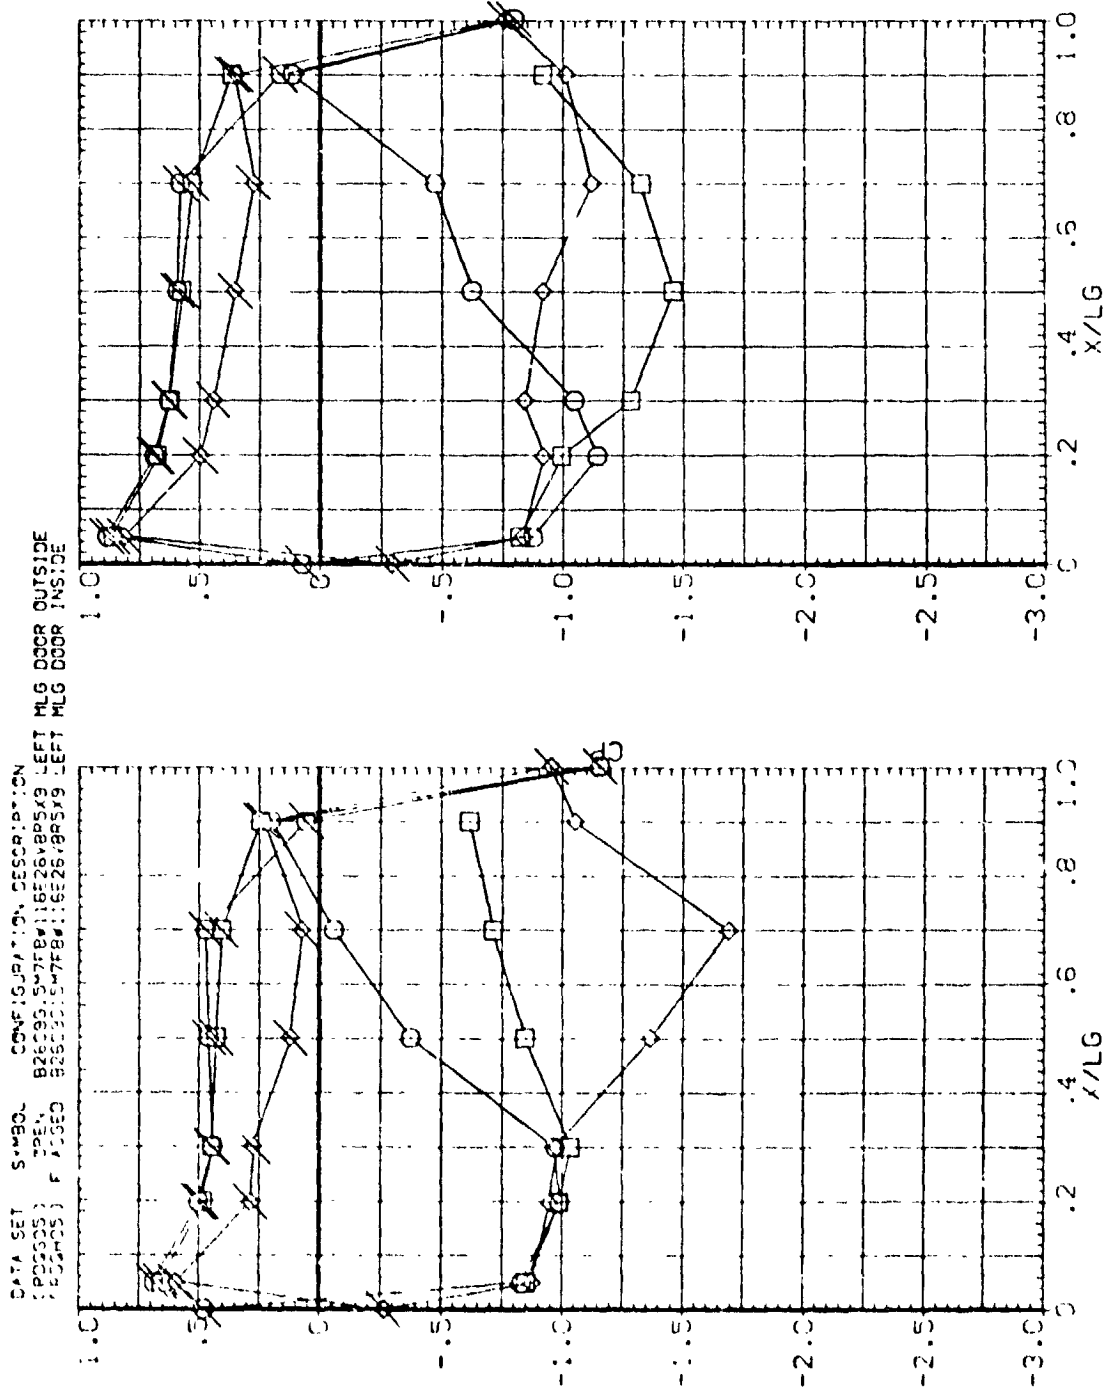 DATA SET SYMBOL CONFIGURATION DESCRIPTION
OPEN LEFT MLG DOOR OUTSIDE
LEFT MLG DOOR INSIDE
1.0
.5
0
-.5
-1.0
-1.5
-2.0
-2.5
-3.0
0 .2 .4 .6 .8 1.0
X/LG
1.0
.5
0
-.5
-1.0
-1.5
-2.0
-2.5
-3.0
0 .2 .4 .6 .8 1.0
X/LG